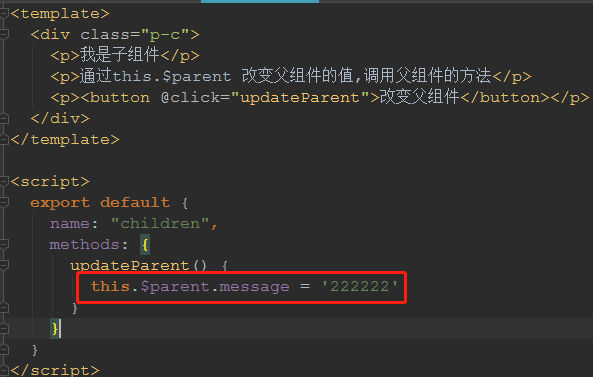 <template>
<div class="p-c">
<p>我是子组件</p>
<p>通过this.$parent 改变父组件的值,调用父组件的方法</p>
<p><button @click="updateParent">改变父组件</button></p>
</div>
</template>
<script>
export default {
name: "children",
methods: {
updateParent() {
this.$parent.message = '222222'
}
}
}
</script>